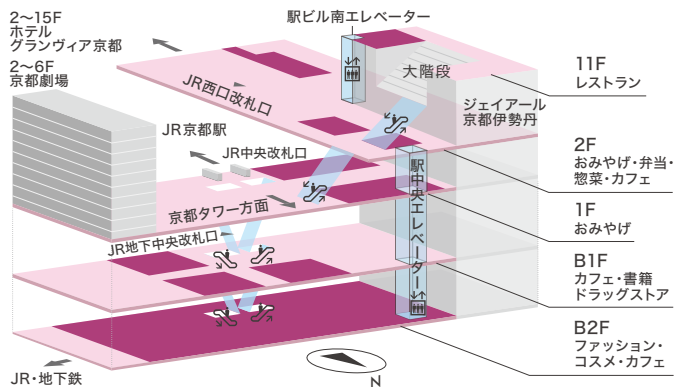 2〜15F
ホテル
グランヴィア京都
2〜6F
京都劇場
駅ビル南エレベーター
大階段
JR西口改札口
ジェイアール
京都伊勢丹
JR京都駅
JR中央改札口
京都タワー方面
JR地下中央改札口
駅中央エレベーター
JR・地下鉄
N
11F
レストラン
2F
おみやげ・弁当・
惣菜・カフェ
1F
おみやげ
B1F
カフェ・書籍
ドラッグストア
B2F
ファッション・
コスメ・カフェ